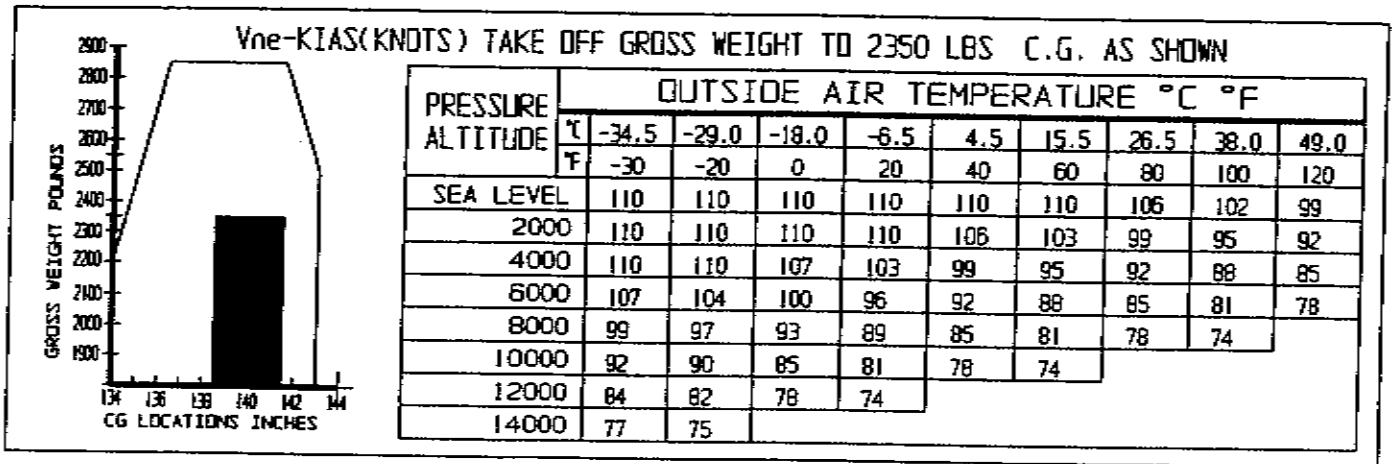 Vne-KIAS(KNOTS) TAKE OFF GROSS WEIGHT TO 2350 LBS C.G. AS SHOWN
2900
2800
2700
2600
2500
2400
2300
2200
2100
2000
1900
GROSS WEIGHT POUNDS
134 136 138 140 142 144
CG LOCATIONS INCHES
PRESSURE ALTITUDE
OUTSIDE AIR TEMPERATURE °C °F
°C -34.5 -29.0 -18.0 -6.5 4.5 15.5 26.5 38.0 49.0
°F -30 -20 0 20 40 60 80 100 120
SEA LEVEL 110 110 110 110 110 110 106 102 99
2000 110 110 110 110 106 103 99 95 92
4000 110 110 107 103 99 95 92 88 85
6000 107 104 100 96 92 88 85 81 78
8000 99 97 93 89 85 81 78 74
10000 92 90 85 81 78 74
12000 84 82 78 74
14000 77 75